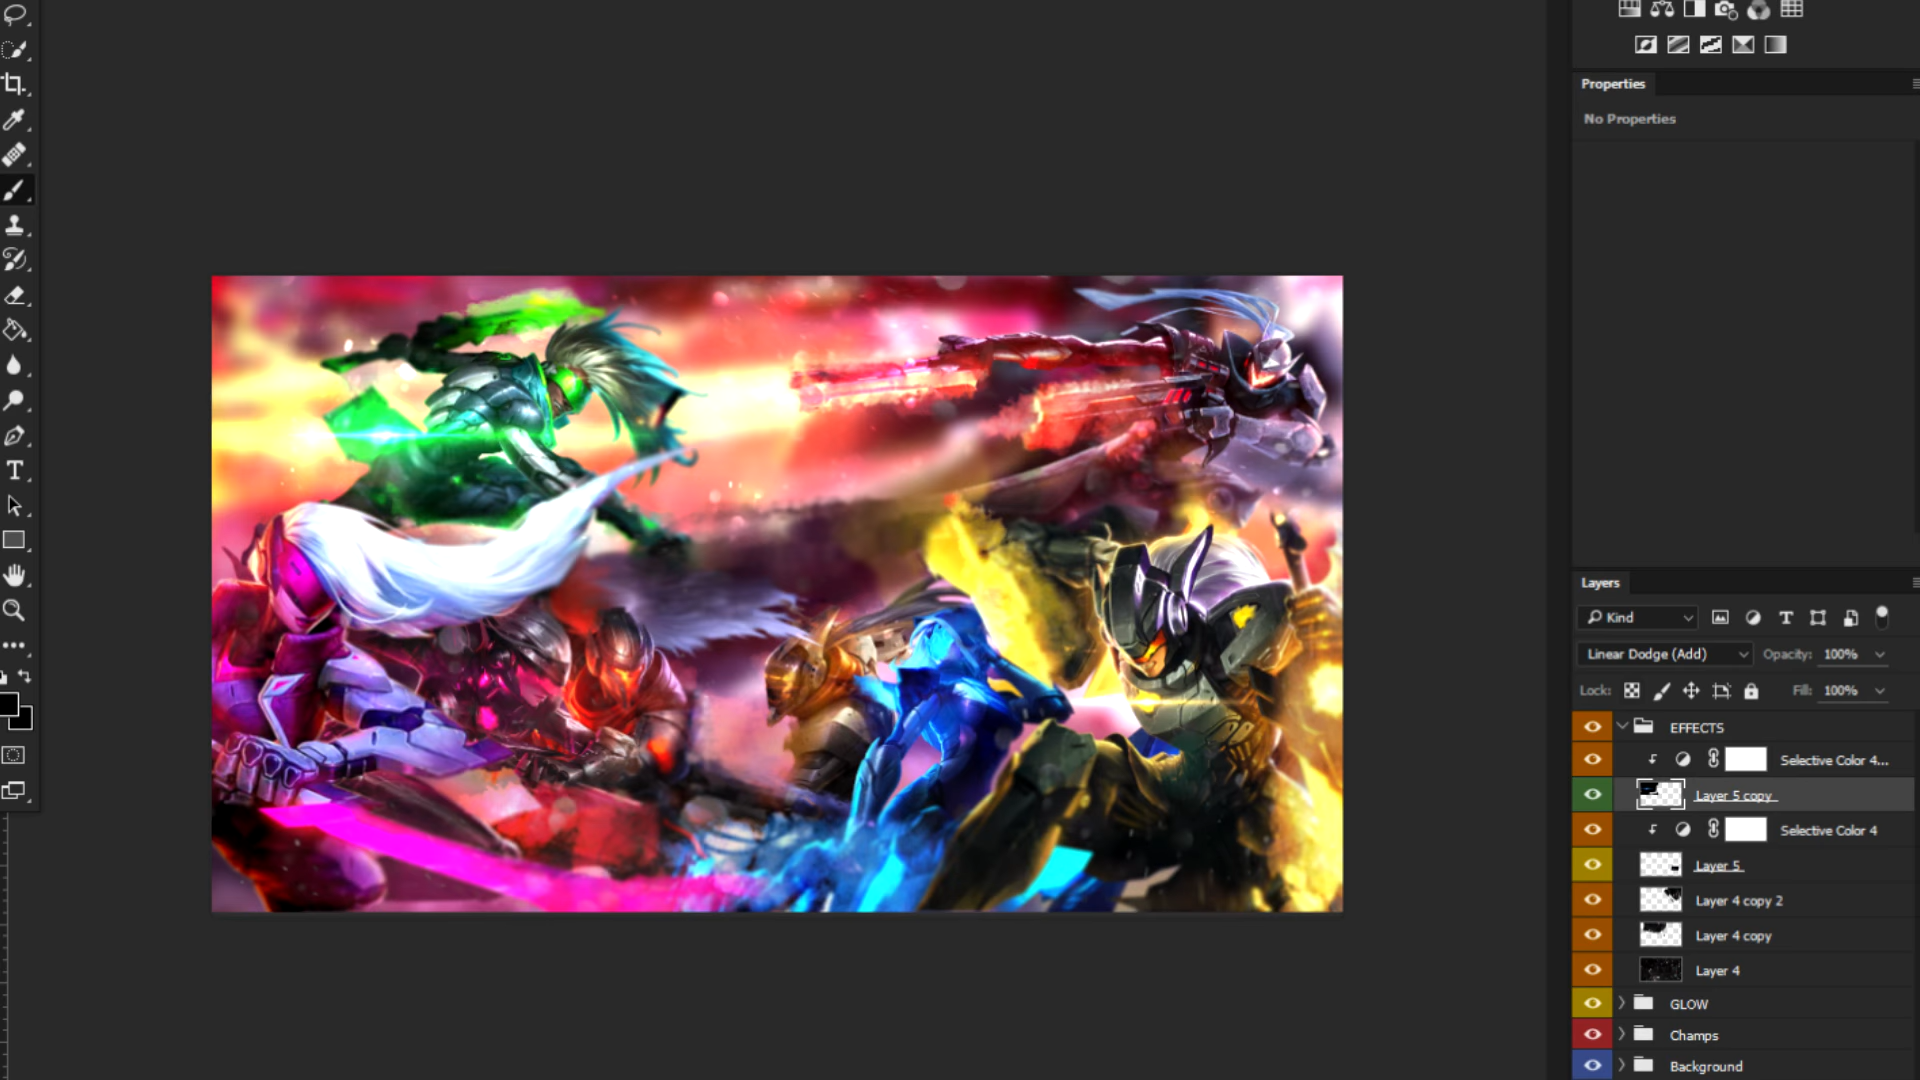 Properties
No Properties
Layers
Kind
Linear Dodge (Add) Opacity: 100%
Lock: Fill: 100%
EFFECTS
Selective Color 4...
Layer 5 copy
Selective Color 4
Layer 5
Layer 4 copy 2
Layer 4 copy
Layer 4
GLOW
Champs
Background